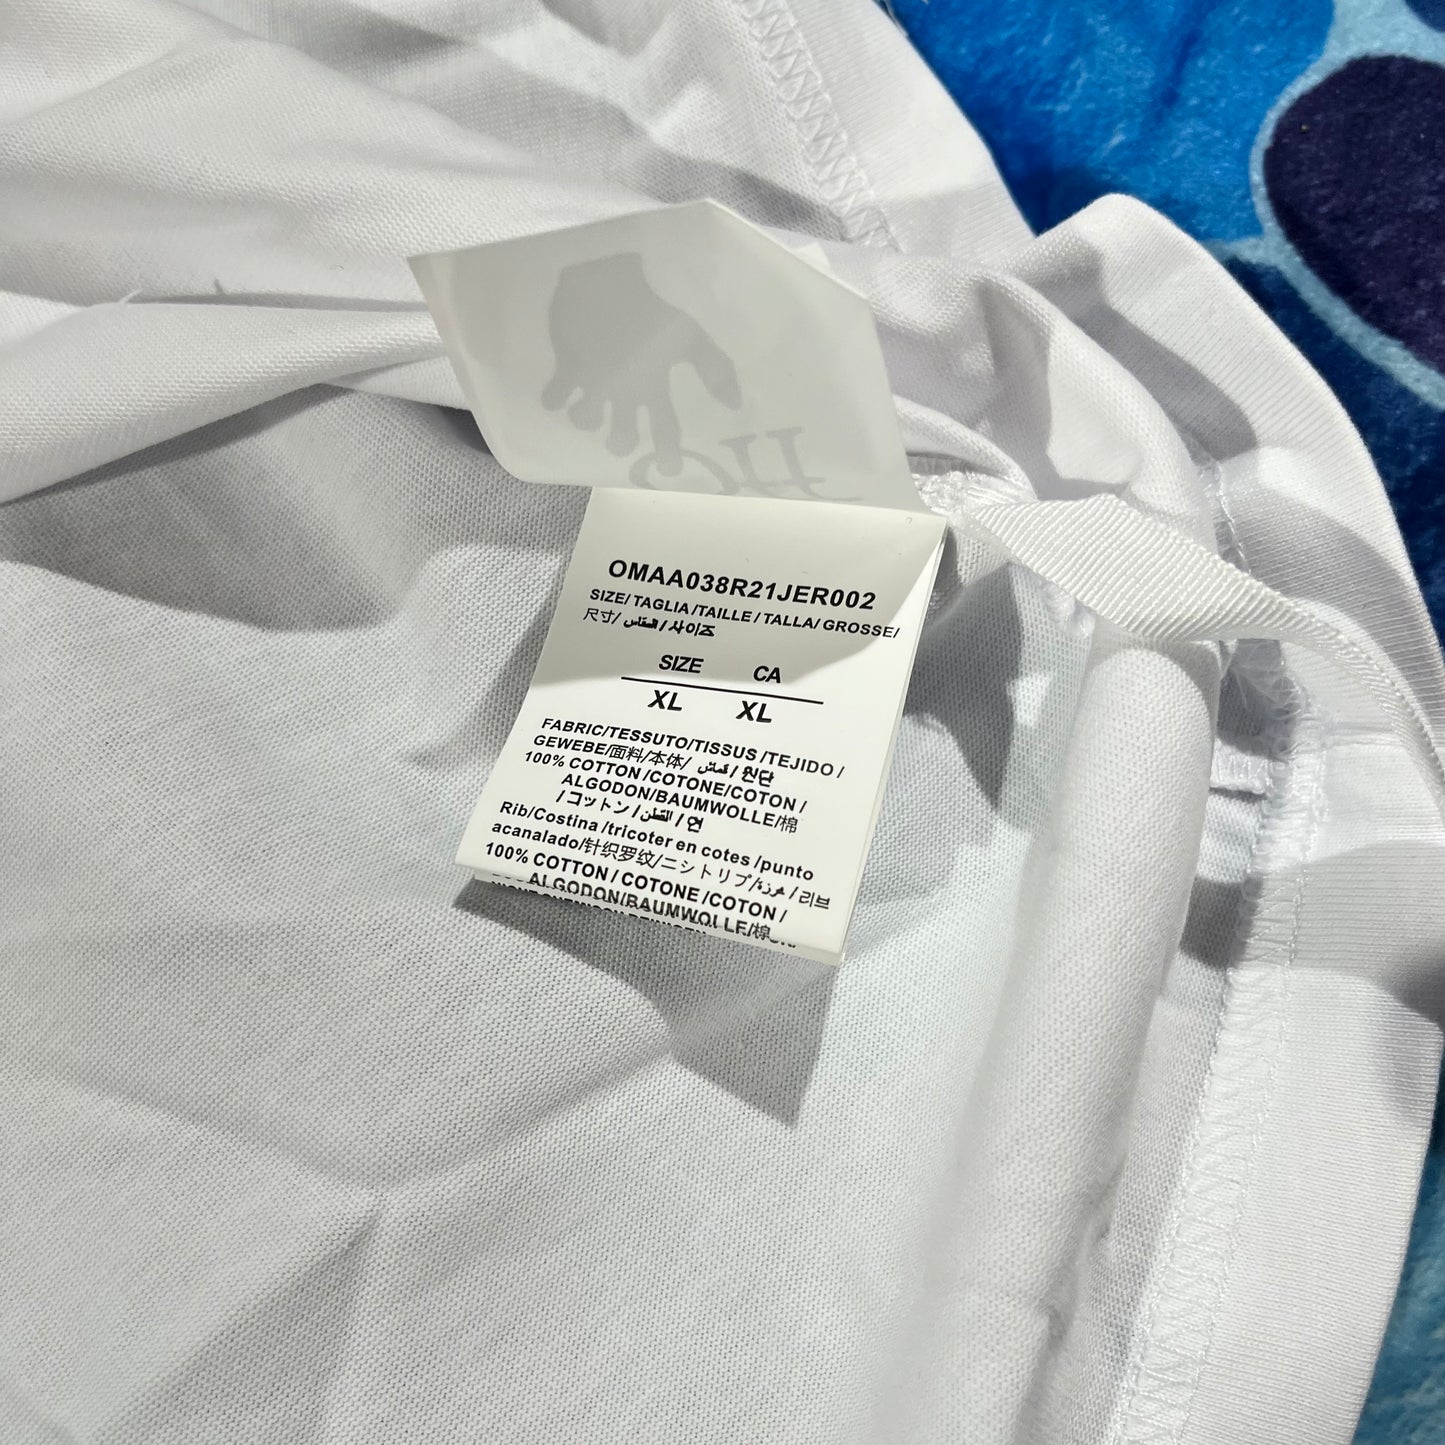 OMAA038R21JER002
SIZE/ TAGLIA /TAILLE / TALLA/ GROSSE/
尺寸/ المقاس / 사이즈
SIZE CA
XL XL
FABRIC/TESSUTO/TISSUS /TEJIDO /
GEWEBE/面料/本体/ قماش / 원단
100% COTTON /COTONE/COTON /
ALGODON/BAUMWOLLE/棉
/コットン / القطن / 면
Rib/Costina /tricoter en cotes /punto
acanalado/针织罗纹/ニシトリプ/ غرزة / 리브
100% COTTON / COTONE /COTON /
ALGODON/BAUMWOLLE/棉